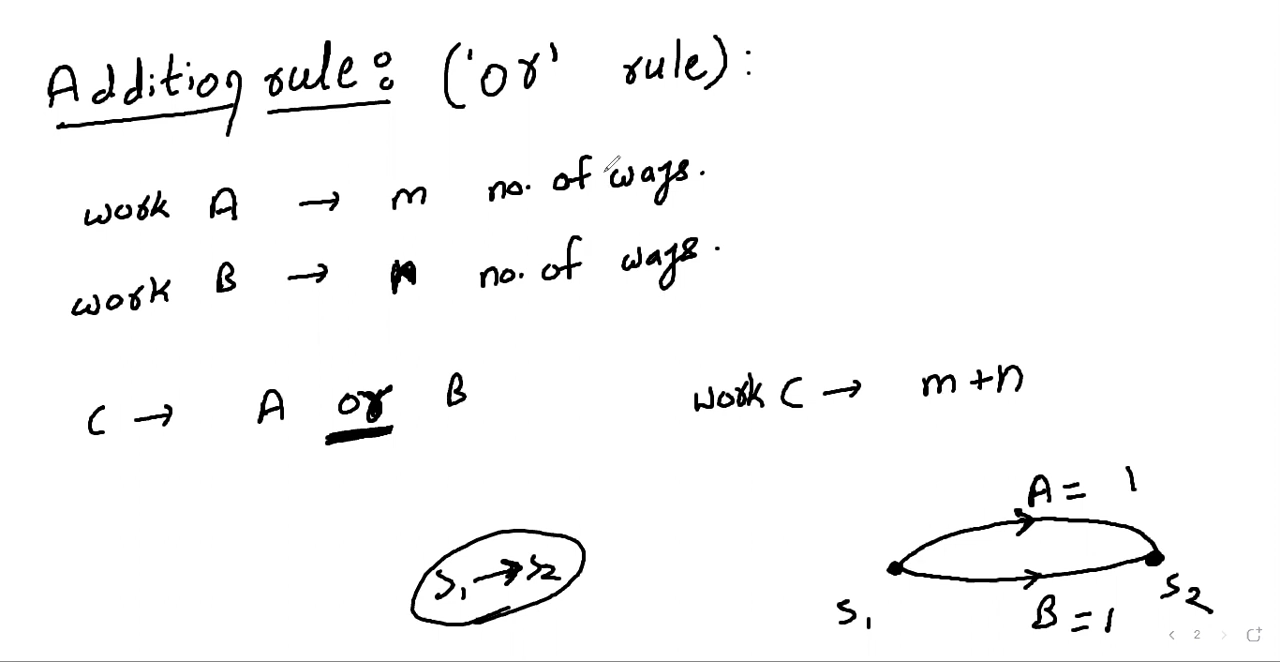 Addition rule: ('or' rule):
work A → m no. of ways.
work B → n no. of ways.
C → A or B
work C → m+n
A = 1
S1 → S2
S1
S2
B = 1
< 2 >